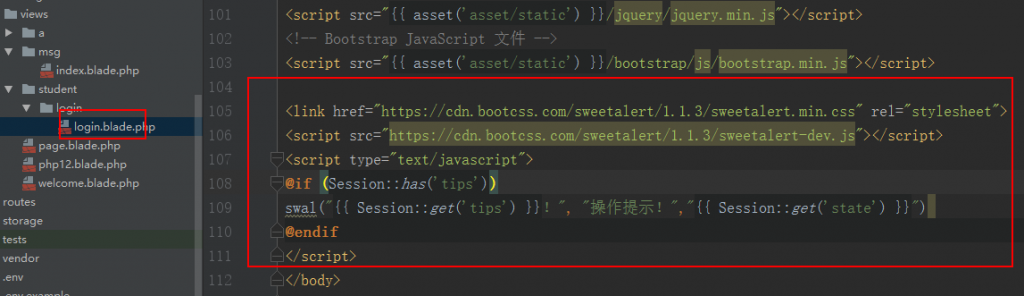 views
a
msg
index.blade.php
student
login
login.blade.php
page.blade.php
php12.blade.php
welcome.blade.php
routes
storage
tests
vendor
.env
.env.example
101 <script src="{{ asset('asset/static') }}/jquery/jquery.min.js"></script>
102 <!-- Bootstrap JavaScript 文件 -->
103 <script src="{{ asset('asset/static') }}/bootstrap/js/bootstrap.min.js"></script>
104
105 <link href="https://cdn.bootcss.com/sweetalert/1.1.3/sweetalert.min.css" rel="stylesheet">
106 <script src="https://cdn.bootcss.com/sweetalert/1.1.3/sweetalert-dev.js"></script>
107 <script type="text/javascript">
108 @if (Session::has('tips'))
109 swal("{{ Session::get('tips') }}！", "操作提示！","{{ Session::get('state') }}")
110 @endif
111 </script>
112 </body>